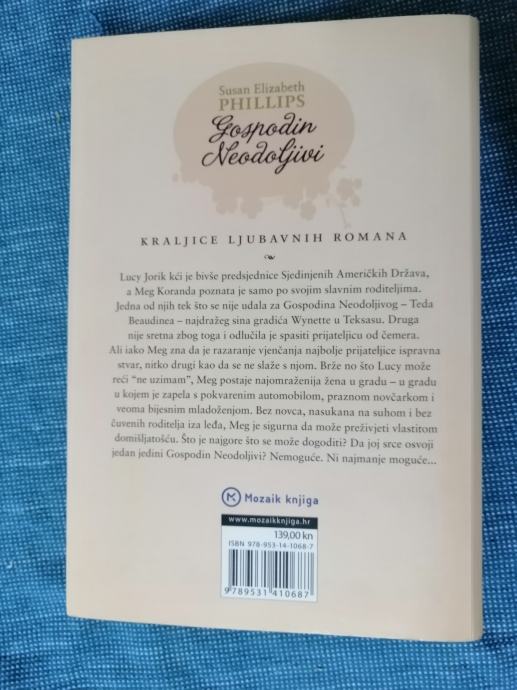 Susan Elizabeth
PHILLIPS
Gospodin
Neodoljivi
KRALJICE LJUBAVNIH ROMANA
Lucy Jorik kći je bivše predsjednice Sjedinjenih Američkih Država,
a Meg Koranda poznata je samo po svojim slavnim roditeljima.
Jedna od njih tek što se nije udala za Gospodina Neodoljivog – Teda
Beaudinea – najdražeg sina gradića Wynette u Teksasu. Druga
nije sretna zbog toga i odlučila je spasiti prijateljicu od čemera.
Ali iako Meg zna da je razaranje vjenčanja najbolje prijateljice ispravna
stvar, nitko drugi kao da se ne slaže s njom. Brže no što Lucy može
reći “ne uzimam”, Meg postaje najomraženija žena u gradu – u gradu
u kojem je zapela s pokvarenim automobilom, praznom novčarkom i
veoma bijesnim mladoženjom. Bez novca, nasukana na suhom i bez
čuvenih roditelja iza leđa, Meg je sigurna da može preživjeti vlastitom
domišljatošću. Što je najgore što se može dogoditi? Da joj srce osvoji
jedan jedini Gospodin Neodoljivi? Nemoguće. Ni najmanje moguće...
Mozaik knjiga
www.mozaikknjiga.hr
139,00 kn
ISBN 978-953-14-1068-7
9789531410687